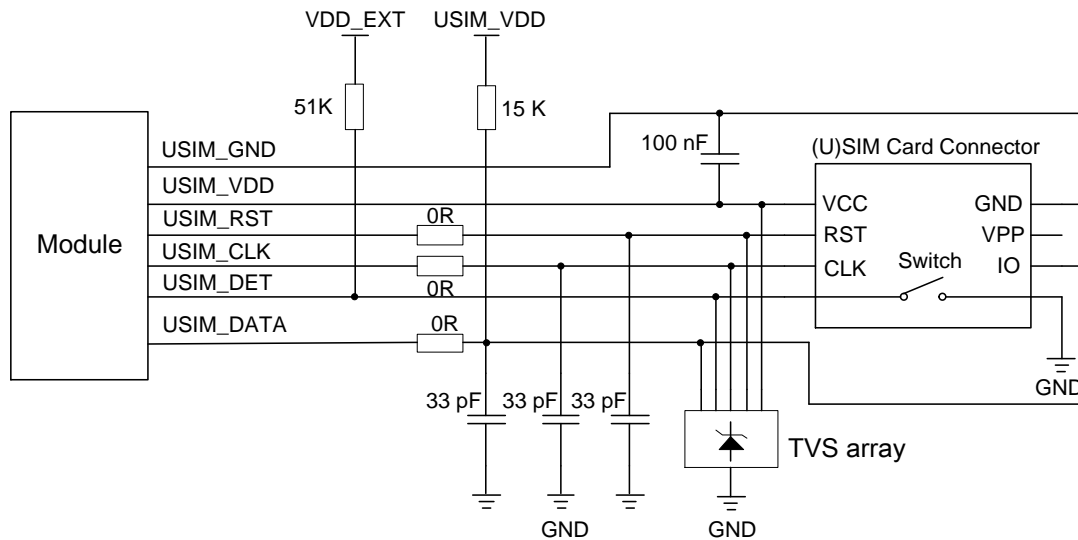 VDD_EXT
USIM_VDD
51K
15 K
100 nF
(U)SIM Card Connector
Module
USIM_GND
USIM_VDD
USIM_RST
USIM_CLK
USIM_DET
USIM_DATA
0R
0R
0R
VCC
GND
RST
VPP
CLK
Switch
IO
GND
33 pF
33 pF
33 pF
TVS array
GND
GND